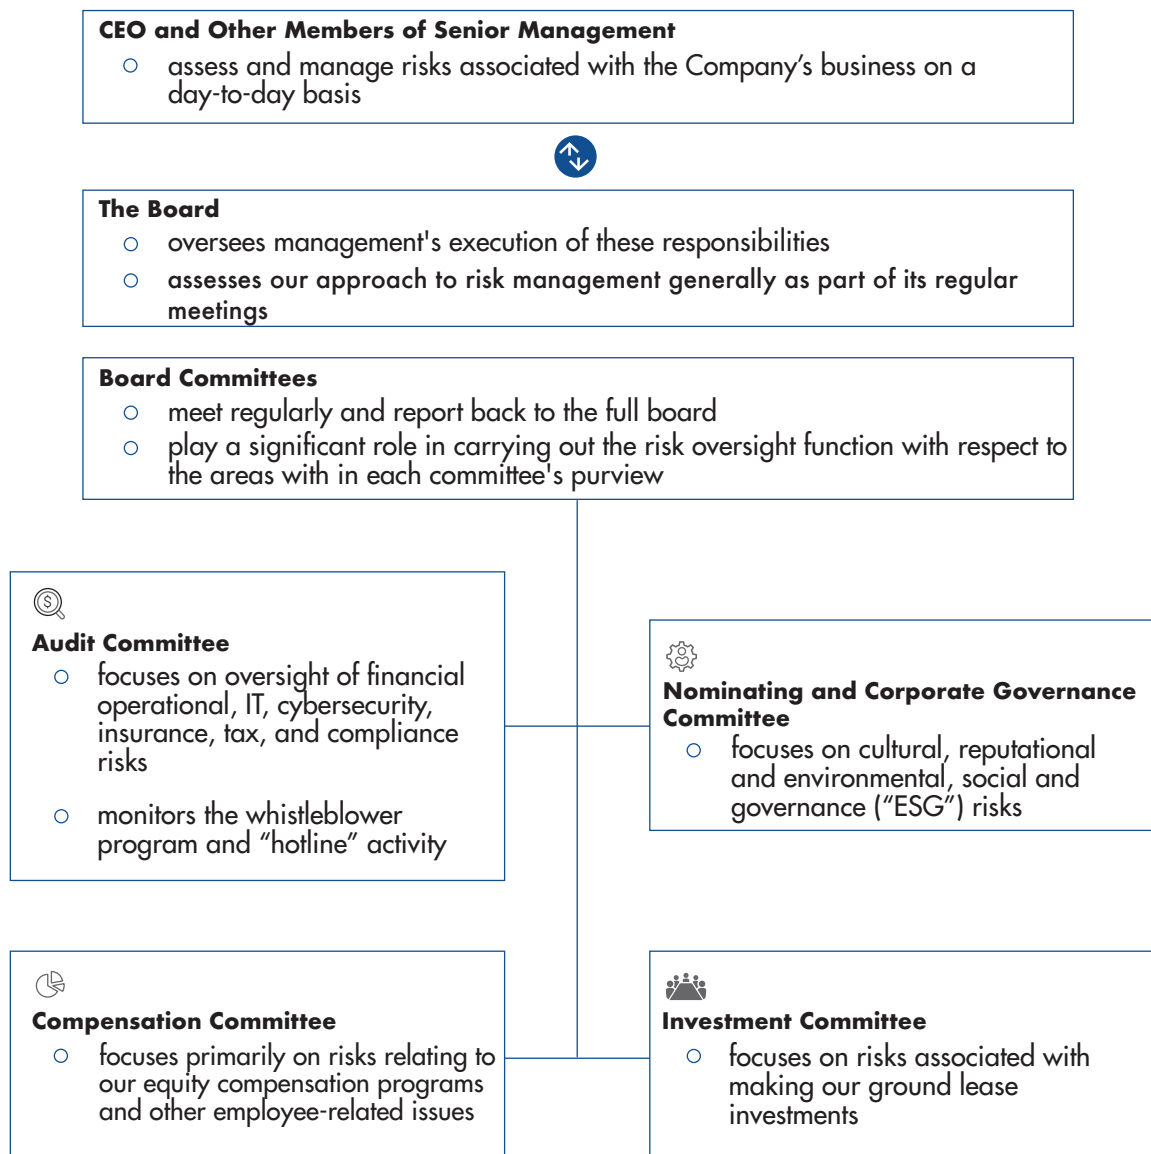 CEO and Other Members of Senior Management
○ assess and manage risks associated with the Company’s business on a
day-to-day basis
The Board
○ oversees management's execution of these responsibilities
○ assesses our approach to risk management generally as part of its regular
meetings
Board Committees
○ meet regularly and report back to the full board
○ play a significant role in carrying out the risk oversight function with respect to
the areas with in each committee's purview
Audit Committee
○ focuses on oversight of financial
operational, IT, cybersecurity,
insurance, tax, and compliance
risks
○ monitors the whistleblower
program and “hotline” activity
Nominating and Corporate Governance
Committee
○ focuses on cultural, reputational
and environmental, social and
governance (“ESG”) risks
Compensation Committee
○ focuses primarily on risks relating to
our equity compensation programs
and other employee-related issues
Investment Committee
○ focuses on risks associated with
making our ground lease
investments